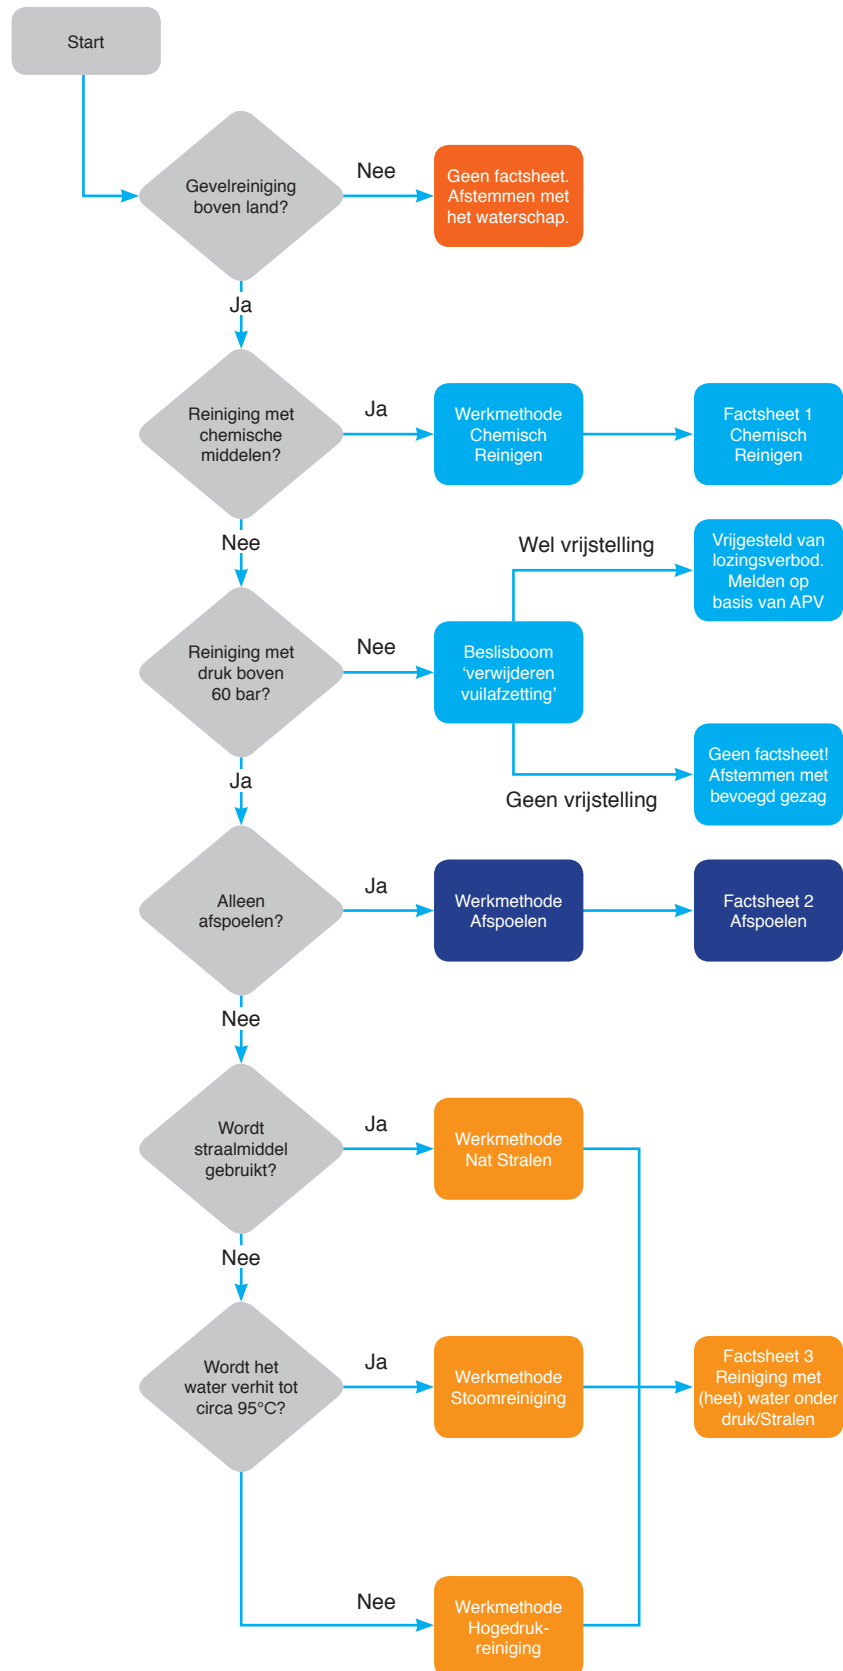 Start
Gevelreiniging
boven land?
Nee
Geen factsheet.
Afstemmen met
het waterschap.
Ja
Reiniging met
chemische
middelen?
Ja
Werkmethode
Chemisch
Reinigen
Factsheet 1
Chemisch
Reinigen
Nee
Wel vrijstelling
Vrijgesteld van
lozingsverbod.
Melden op
basis van APV
Reiniging met
druk boven
60 bar?
Nee
Beslisboom
‘verwijderen
vuilafzetting’
Geen vrijstelling
Geen factsheet!
Afstemmen met
bevoegd gezag
Ja
Alleen
afspoelen?
Ja
Werkmethode
Afspoelen
Factsheet 2
Afspoelen
Nee
Wordt
straalmiddel
gebruikt?
Ja
Werkmethode
Nat Stralen
Nee
Wordt het
water verhit tot
circa 95°C?
Ja
Werkmethode
Stoomreiniging
Factsheet 3
Reiniging met
(heet) water onder
druk/Stralen
Nee
Werkmethode
Hogedruk-
reiniging